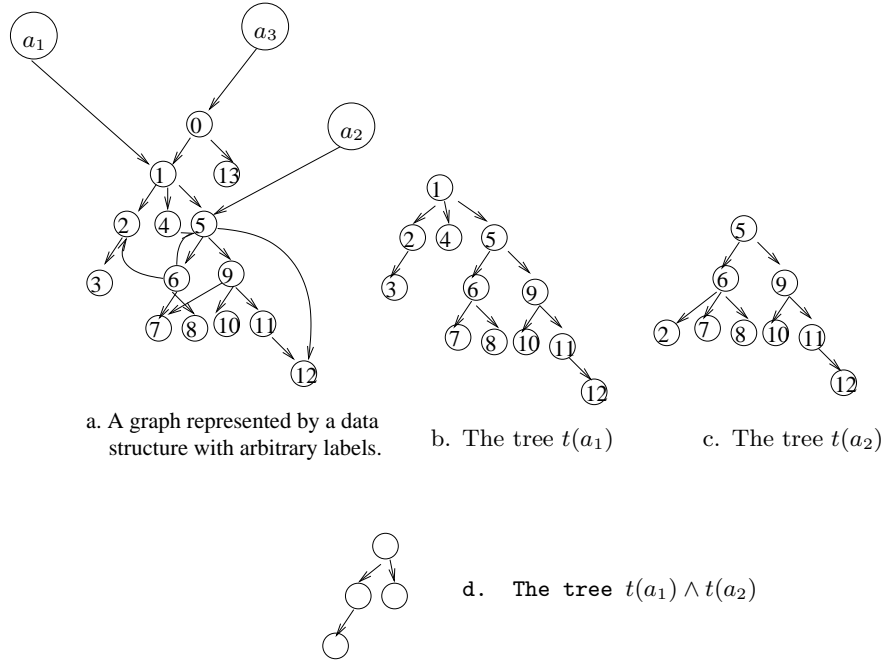 a₁
a₃
0
a₂
1
13
2 4 5
3
6 9
7 8 10 11
12
1
2 4 5
3
6 9
7 8 10 11
12
5
6 9
2 7 8 10 11
12
a. A graph represented by a data
structure with arbitrary labels.
b. The tree t(a₁)
c. The tree t(a₂)
d. The tree t(a₁) ∧ t(a₂)